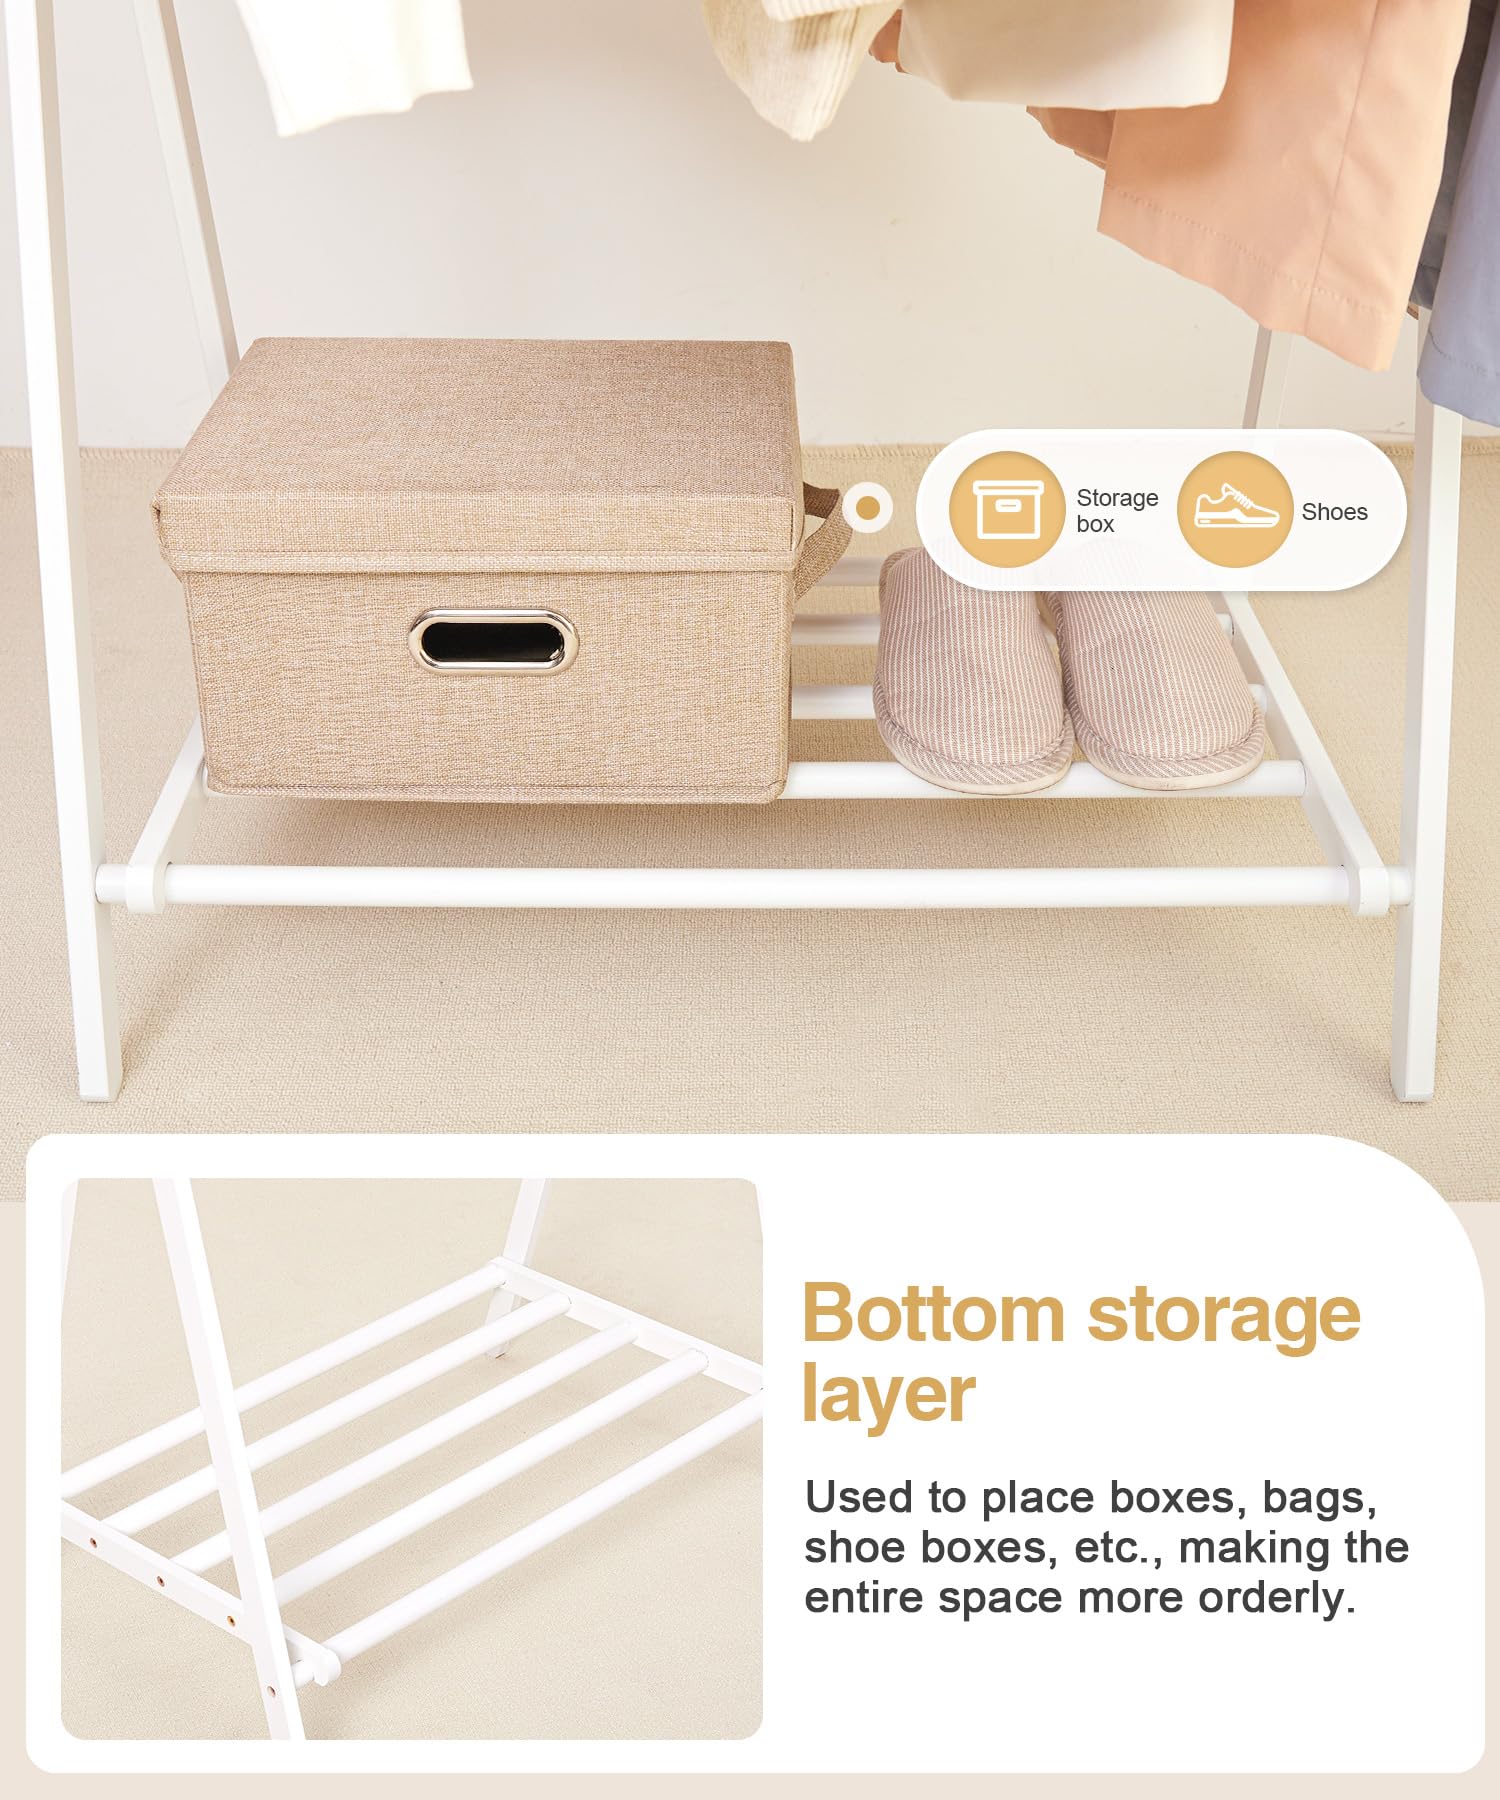 Storage
box
Shoes
Bottom storage
layer
Used to place boxes, bags,
shoe boxes, etc., making the
entire space more orderly.